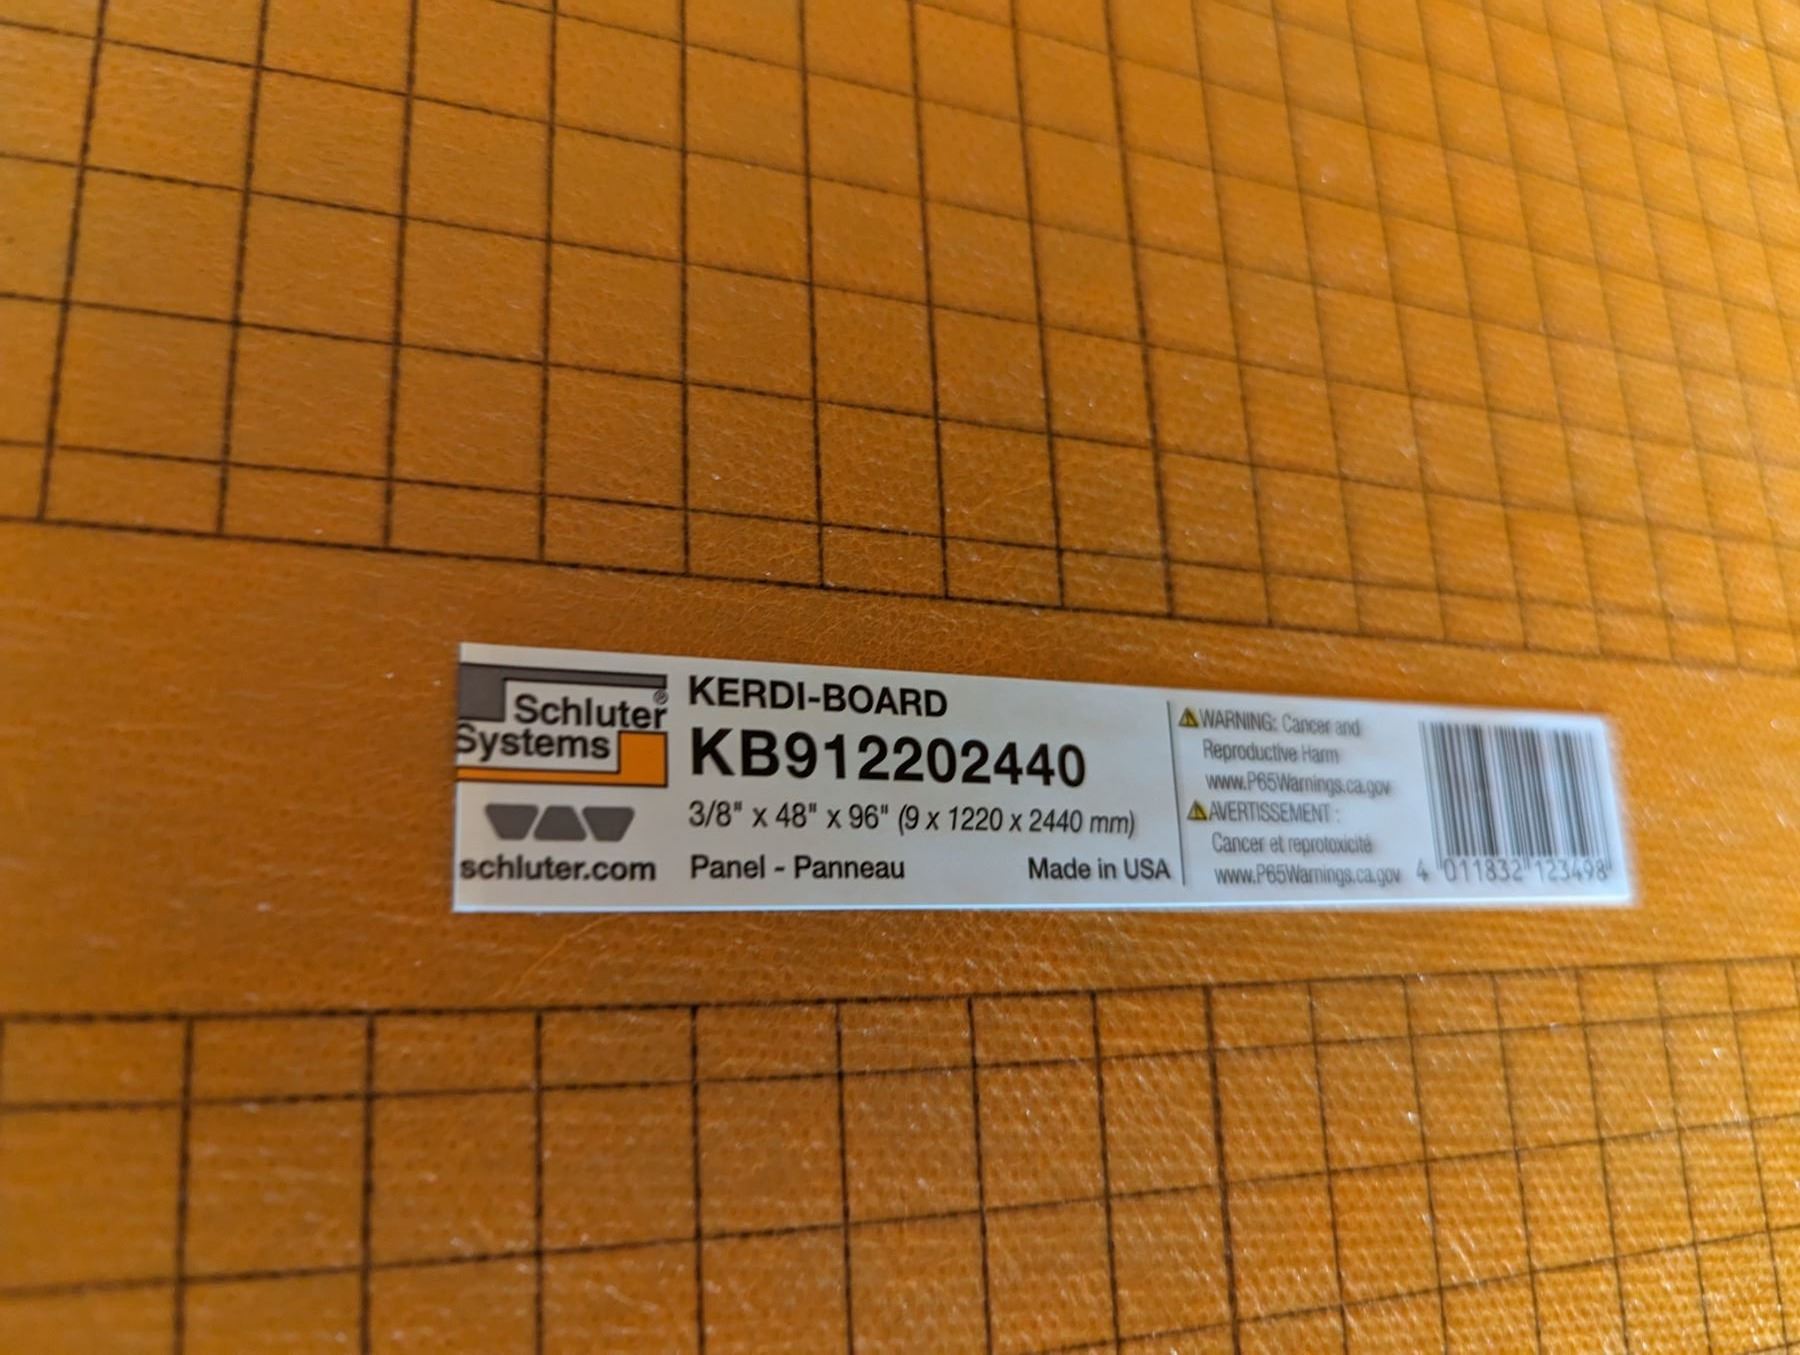 Schluter®
Systems
schluter.com
KERDI-BOARD
KB912202440
3/8" x 48" x 96" (9 x 1220 x 2440 mm)
Panel - Panneau
Made in USA
WARNING: Cancer and
Reproductive Harm
www.P65Warnings.ca.gov
AVERTISSEMENT :
Cancer et reprotoxicité
www.P65Warnings.ca.gov
4 011832 123498